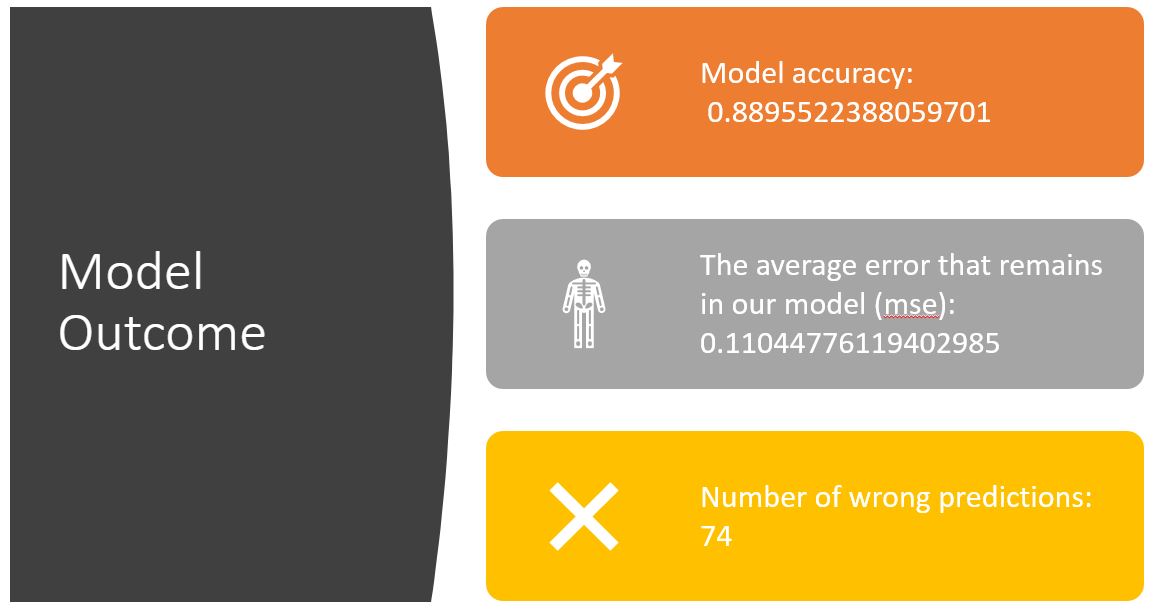 Model
Outcome
Model accuracy:
0.8895522388059701
The average error that remains
in our model (mse):
0.11044776119402985
Number of wrong predictions:
74